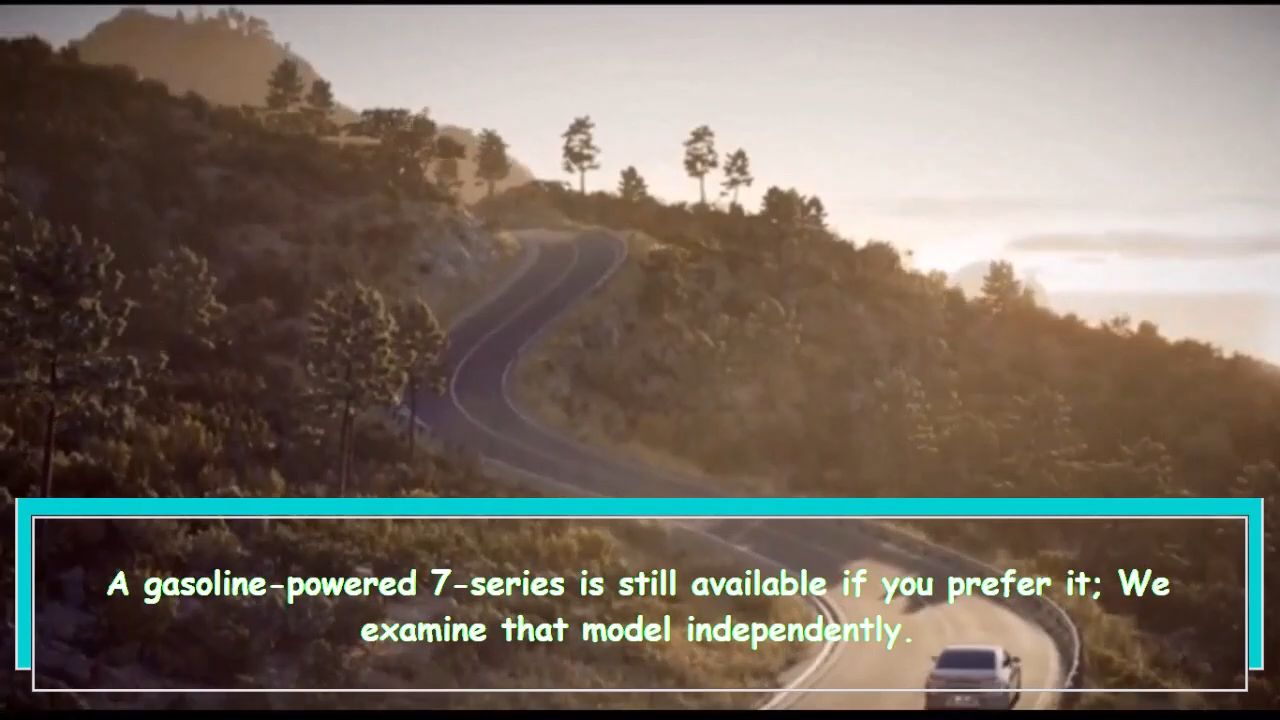 A gasoline-powered 7-series is still available if you prefer it; We
examine that model independently.